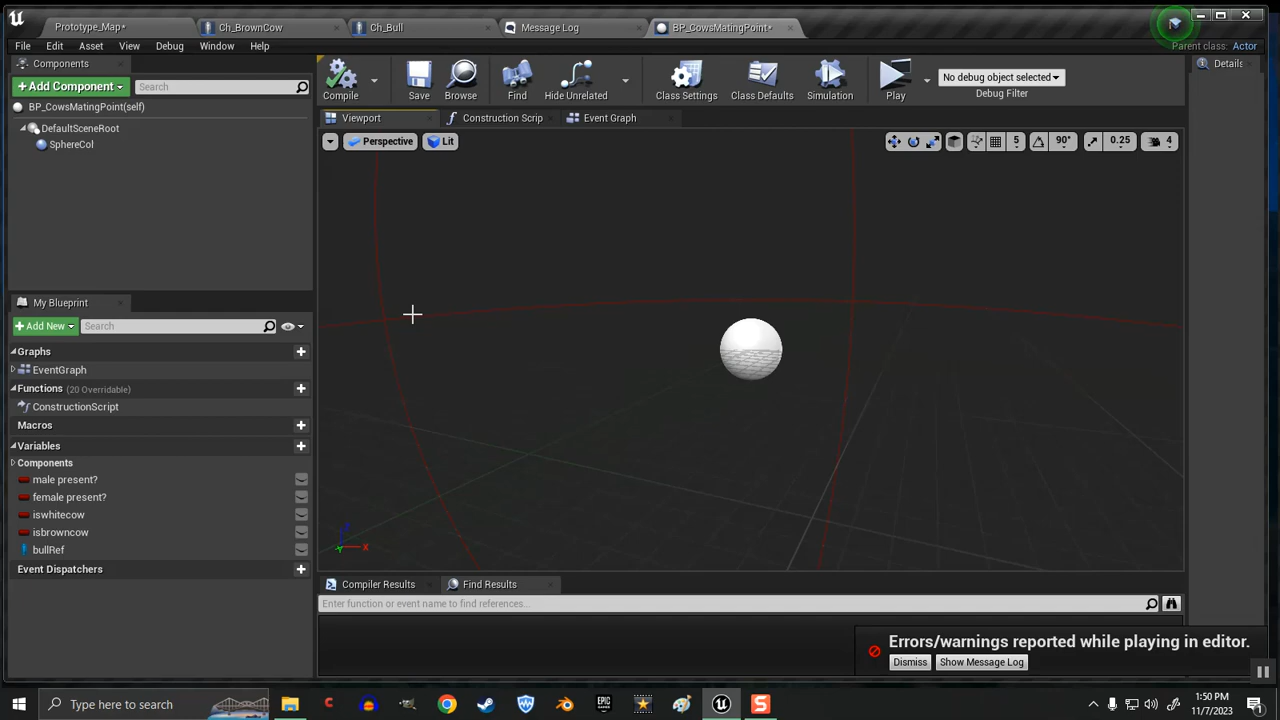 Prototype_Map*
Ch_BrownCow
Ch_Bull
Message Log
BP_CowsMatingPoint*
File Edit Asset View Debug Window Help
Parent class: Actor
Components
Details
+ Add Component
Search
BP_CowsMatingPoint(self)
DefaultSceneRoot
SphereCol
Compile
Save
Browse
Find
Hide Unrelated
Class Settings
Class Defaults
Simulation
Play
No debug object selected
Debug Filter
Viewport
Construction Scrip
Event Graph
Perspective
Lit
5
90°
0.25
4
My Blueprint
+ Add New
Search
Graphs
EventGraph
Functions (20 Overridable)
ConstructionScript
Macros
Variables
Components
male present?
female present?
iswhitecow
isbrowncow
bullRef
Event Dispatchers
Z
Y
X
Compiler Results
Find Results
Enter function or event name to find references...
Errors/warnings reported while playing in editor.
Dismiss
Show Message Log
Type here to search
1:50 PM
11/7/2023